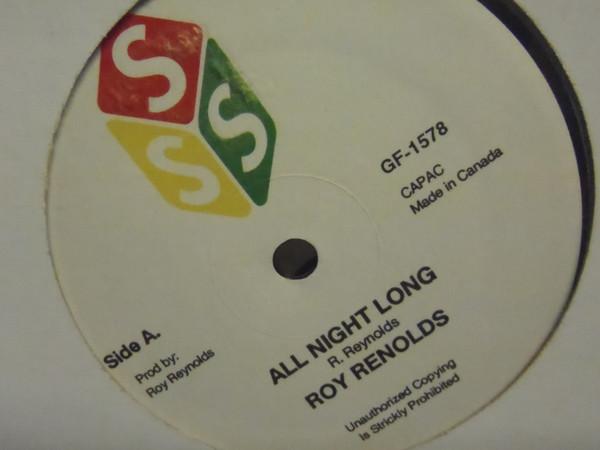 S
S
S
GF-1578
CAPAC
Made in Canada
Side A.
Prod by:
Roy Reynolds
ALL NIGHT LONG
R. Reynolds
ROY RENOLDS
Unauthorized Copying
Is Strickly Prohibited